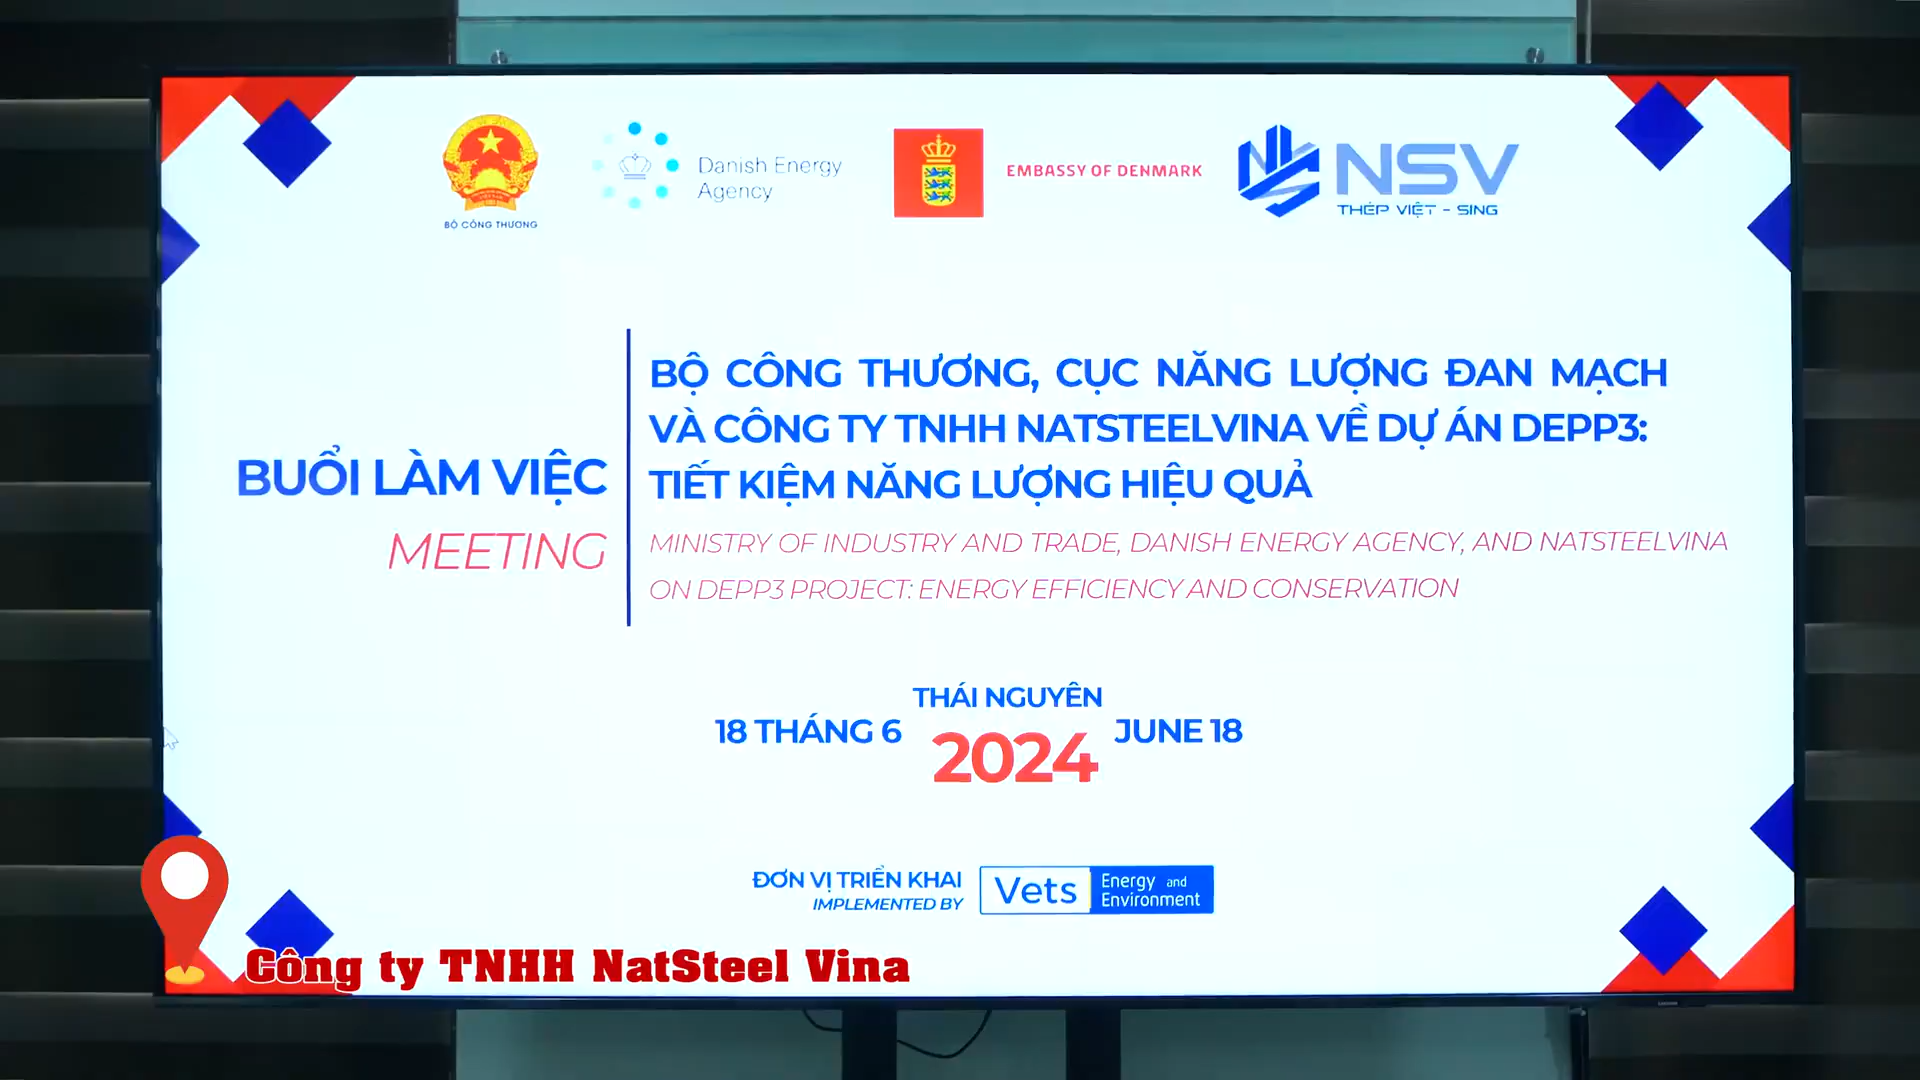 BỘ CÔNG THƯƠNG
Danish Energy
Agency
EMBASSY OF DENMARK
NSV
THÉP VIỆT - SING
BUỔI LÀM VIỆC
MEETING
BỘ CÔNG THƯƠNG, CỤC NĂNG LƯỢNG ĐAN MẠCH
VÀ CÔNG TY TNHH NATSTEELVINA VỀ DỰ ÁN DEPP3:
TIẾT KIỆM NĂNG LƯỢNG HIỆU QUẢ
MINISTRY OF INDUSTRY AND TRADE, DANISH ENERGY AGENCY, AND NATSTEELVINA
ON DEPP3 PROJECT: ENERGY EFFICIENCY AND CONSERVATION
THÁI NGUYÊN
18 THÁNG 6
2024
JUNE 18
ĐƠN VỊ TRIỂN KHAI
IMPLEMENTED BY
Vets
Energy and
Environment
Công ty TNHH NatSteel Vina